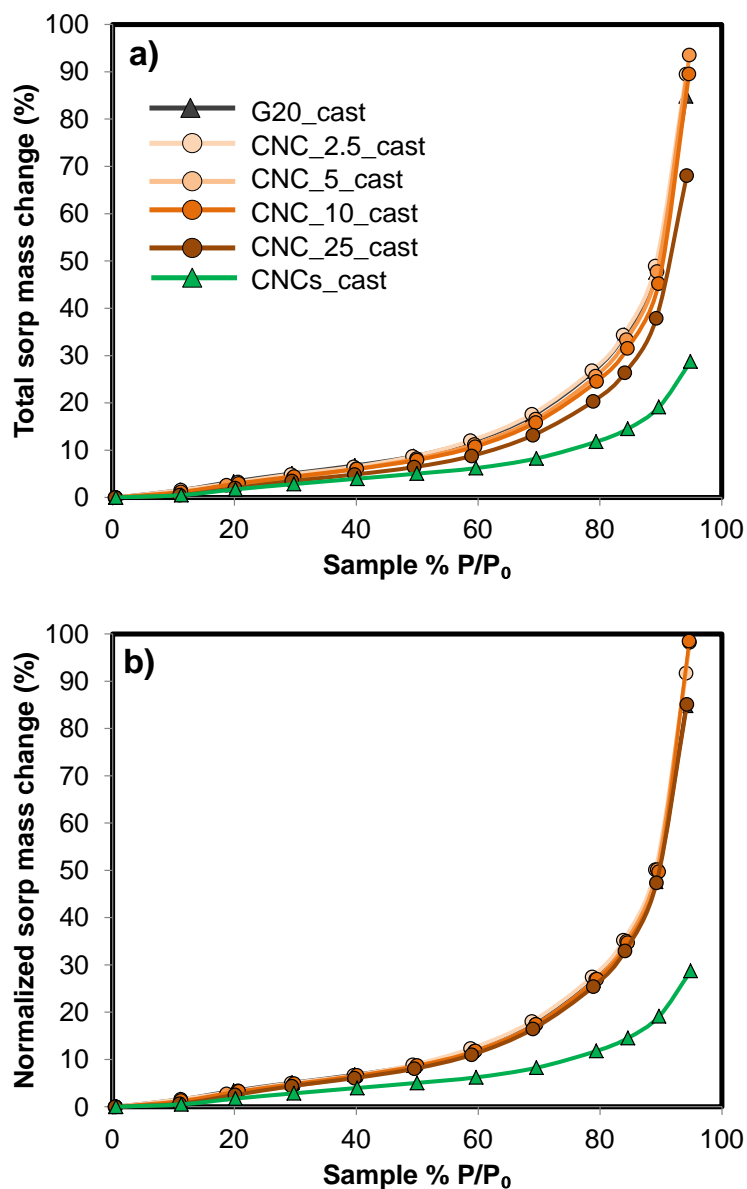 100
90
80
70
60
50
40
30
20
10
0
Total sorp mass change (%)
a)
G20_cast
CNC_2.5_cast
CNC_5_cast
CNC_10_cast
CNC_25_cast
CNCs_cast
0 20 40 60 80 100
Sample % P/P₀
100
90
80
70
60
50
40
30
20
10
0
Normalized sorp mass change (%)
b)
0 20 40 60 80 100
Sample % P/P₀